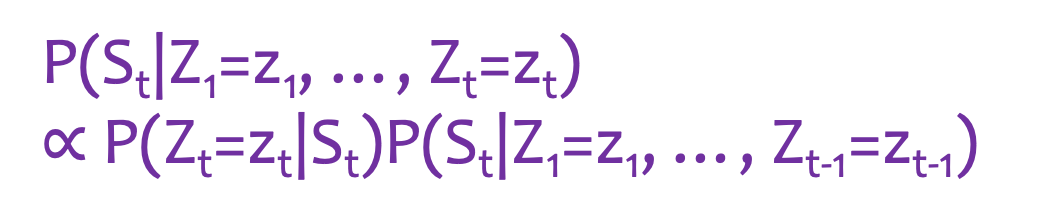 P(Sₜ|Z₁=z₁, ... , Zₜ=zₜ)
∝ P(Zₜ=zₜ|Sₜ)P(Sₜ|Z₁=z₁, ... , Zₜ₋₁=zₜ₋₁)